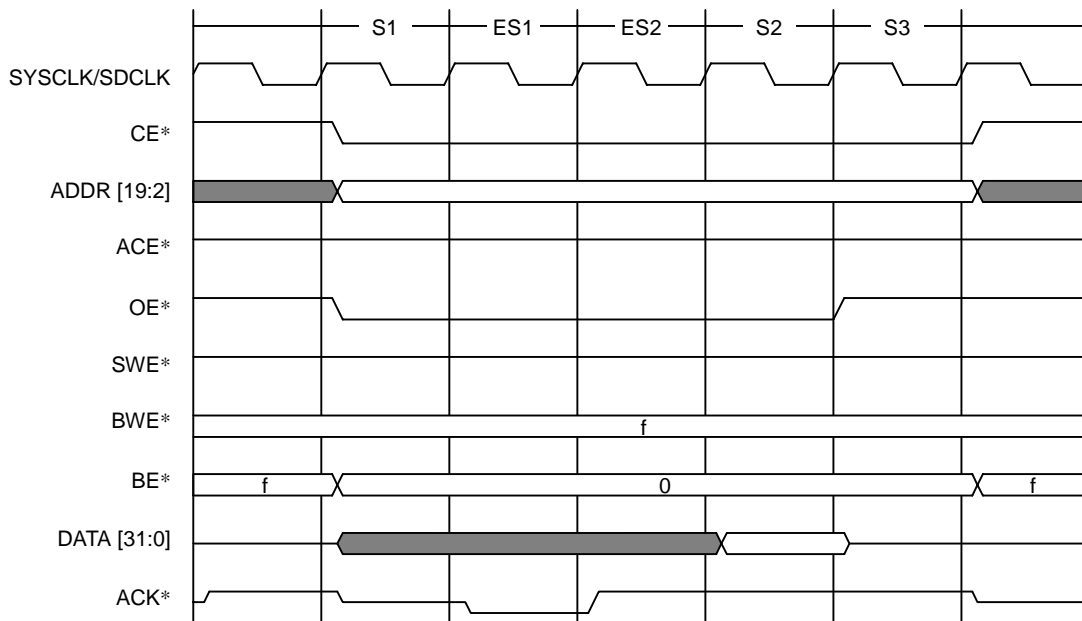 S1 ES1 ES2 S2 S3
SYSCLK/SDCLK
CE*
ADDR [19:2]
ACE*
OE*
SWE*
BWE* f
BE* f 0 f
DATA [31:0]
ACK*